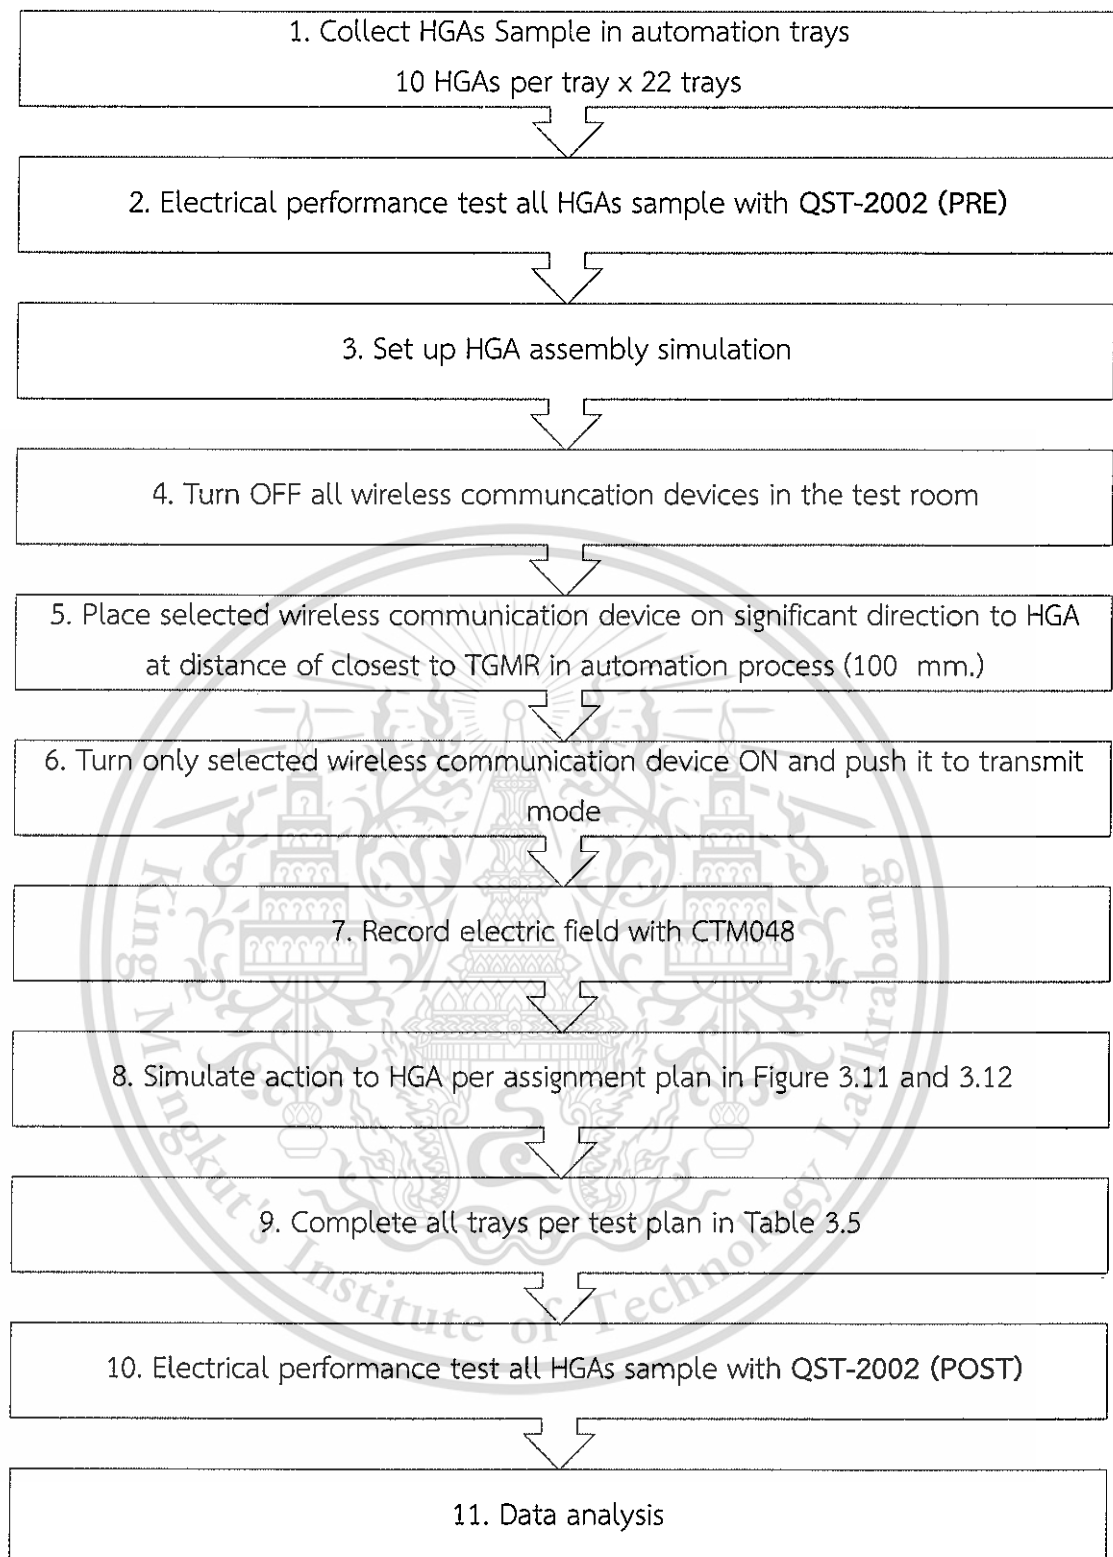 1. Collect HGAs Sample in automation trays
10 HGAs per tray x 22 trays
2. Electrical performance test all HGAs sample with QST-2002 (PRE)
3. Set up HGA assembly simulation
4. Turn OFF all wireless communcation devices in the test room
5. Place selected wireless communication device on significant direction to HGA
at distance of closest to TGMR in automation process (100 mm.)
6. Turn only selected wireless communication device ON and push it to transmit
mode
7. Record electric field with CTM048
8. Simulate action to HGA per assignment plan in Figure 3.11 and 3.12
9. Complete all trays per test plan in Table 3.5
10. Electrical performance test all HGAs sample with QST-2002 (POST)
11. Data analysis
King Mongkut's Institute of Technology Ladkrabang